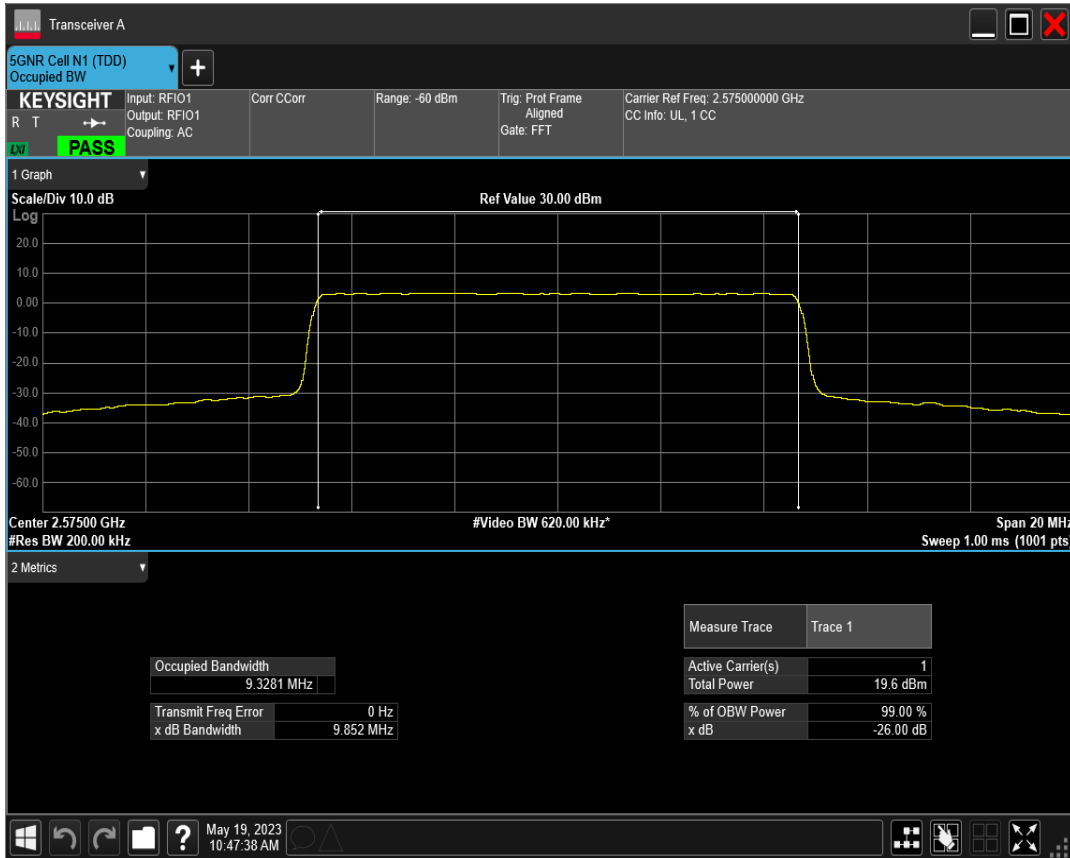 Transceiver A
5GNR Cell N1 (TDD)
Occupied BW
+
KEYSIGHT
R T
LXI
PASS
Input: RFIO1
Output: RFIO1
Coupling: AC
Corr CCorr
Range: -60 dBm
Trig: Prot Frame
Aligned
Gate: FFT
Carrier Ref Freq: 2.575000000 GHz
CC Info: UL, 1 CC
1 Graph
Scale/Div 10.0 dB
Ref Value 30.00 dBm
Log
20.0
10.0
0.00
-10.0
-20.0
-30.0
-40.0
-50.0
-60.0
Center 2.57500 GHz
#Video BW 620.00 kHz*
Span 20 MHz
#Res BW 200.00 kHz
Sweep 1.00 ms (1001 pts)
2 Metrics
Measure Trace Trace 1
Occupied Bandwidth
9.3281 MHz
Active Carrier(s) 1
Total Power 19.6 dBm
Transmit Freq Error 0 Hz
x dB Bandwidth 9.852 MHz
% of OBW Power 99.00 %
x dB -26.00 dB
?
May 19, 2023
10:47:38 AM